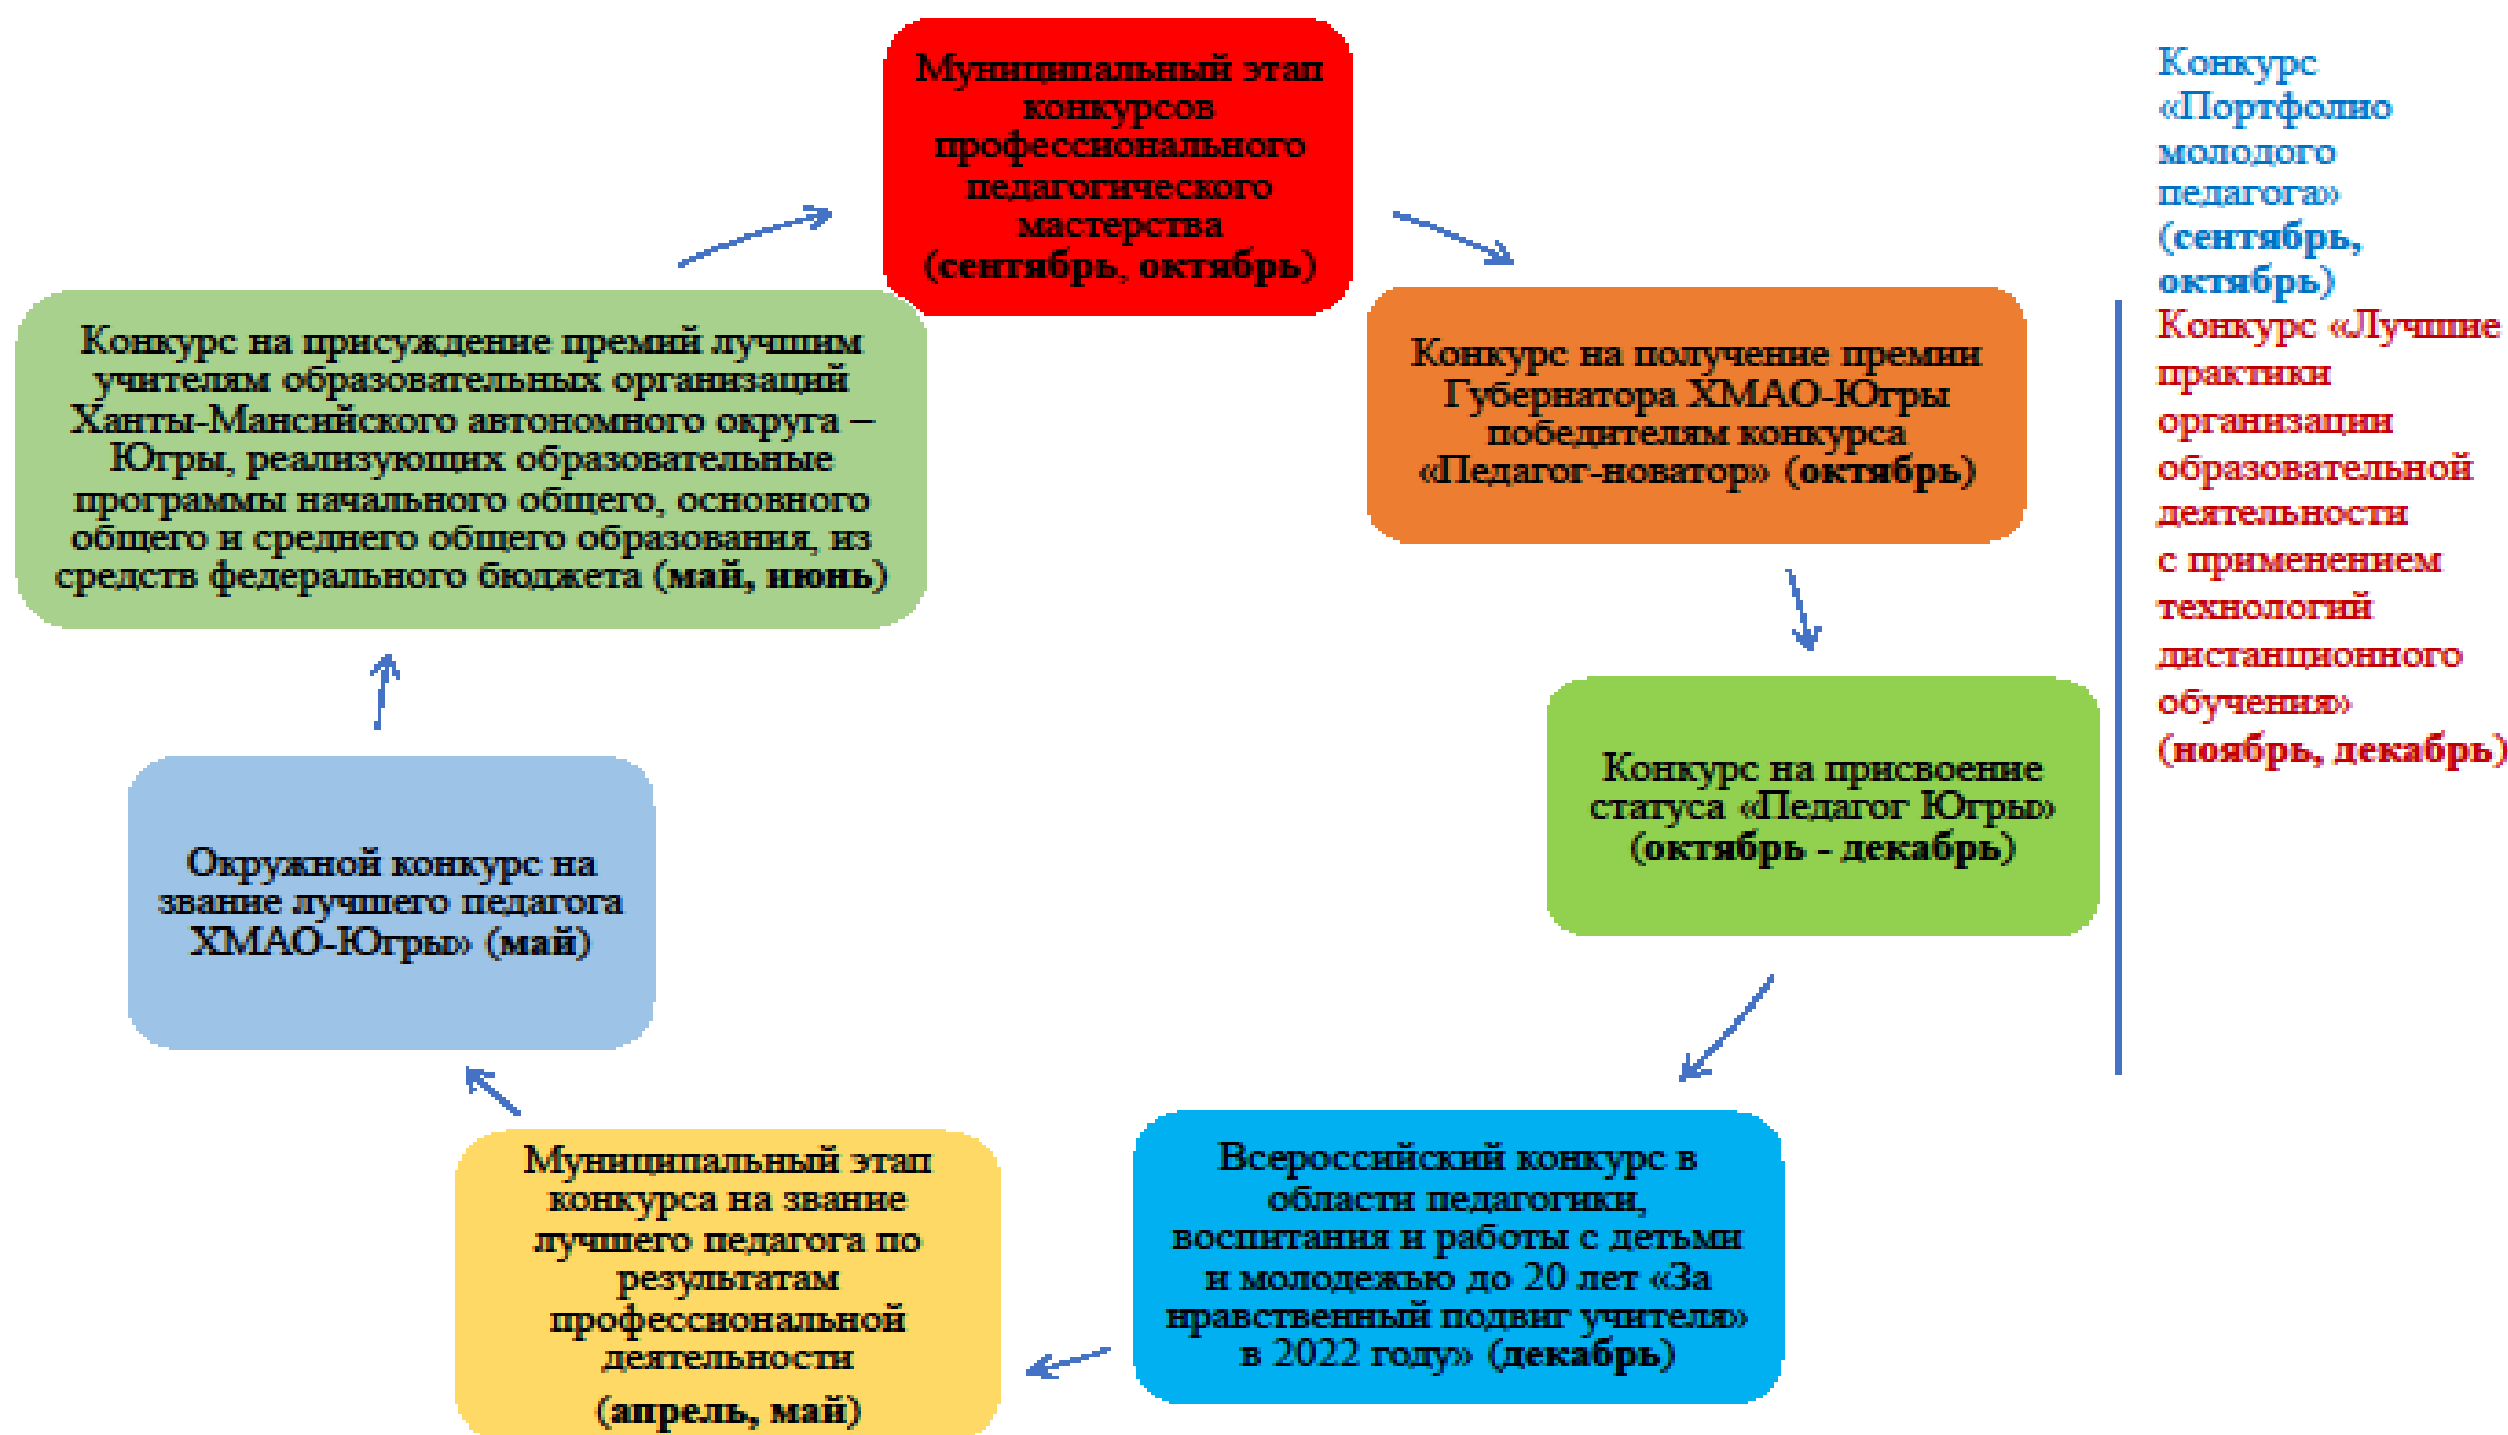 Муниципальный этап
конкурсов
профессионального
педагогического
мастерства
(сентябрь, октябрь)
Конкурс на получение премии
Губернатора ХМАО-Югры
победителям конкурса
«Педагог-новатор» (октябрь)
Конкурс на присвоение
статуса «Педагог Югры»
(октябрь - декабрь)
Всероссийский конкурс в
области педагогики,
воспитания и работы с детьми
и молодежью до 20 лет «За
нравственный подвиг учителя»
в 2022 году» (декабрь)
Муниципальный этап
конкурса на звание
лучшего педагога по
результатам
профессиональной
деятельности
(апрель, май)
Окружной конкурс на
звание лучшего педагога
ХМАО-Югры» (май)
Конкурс на присуждение премий лучшим
учителям образовательных организаций
Ханты-Мансийского автономного округа –
Югры, реализующих образовательные
программы начального общего, основного
общего и среднего общего образования, из
средств федерального бюджета (май, июнь)
Конкурс
«Портфолио
молодого
педагога»
(сентябрь,
октябрь)
Конкурс «Лучшие
практики
организации
образовательной
деятельности
с применением
технологий
дистанционного
обучения»
(ноябрь, декабрь)